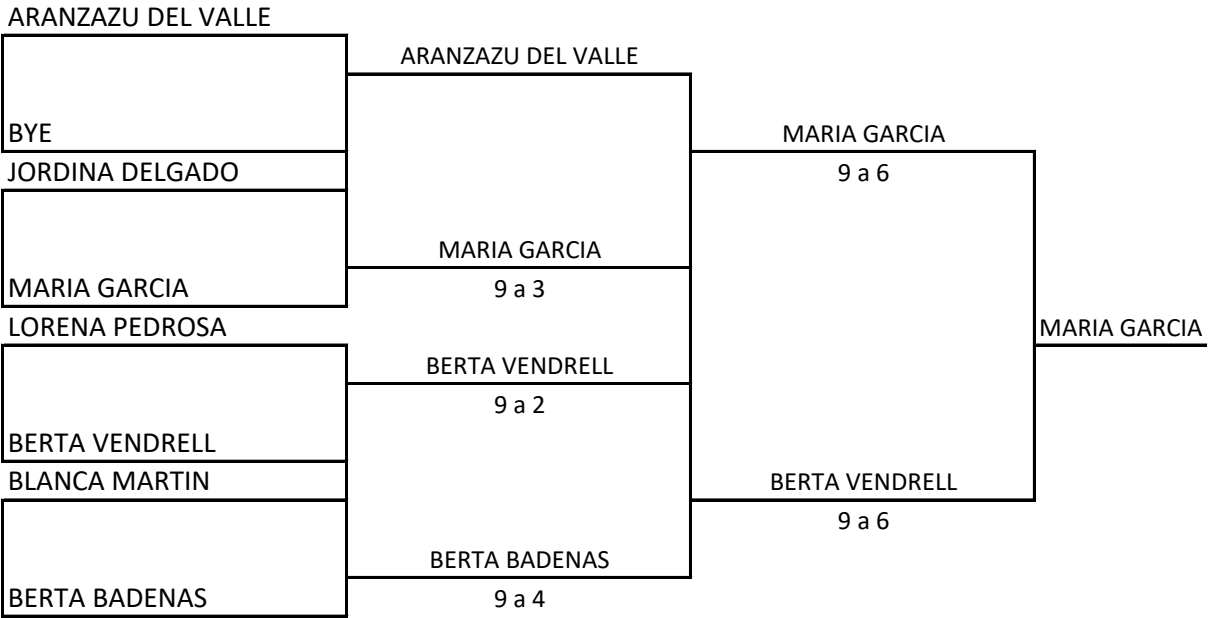 ARANZAZU DEL VALLE
ARANZAZU DEL VALLE
BYE
MARIA GARCIA
JORDINA DELGADO
9 a 6
MARIA GARCIA
MARIA GARCIA
9 a 3
LORENA PEDROSA
MARIA GARCIA
BERTA VENDRELL
9 a 2
BERTA VENDRELL
BLANCA MARTIN
BERTA VENDRELL
9 a 6
BERTA BADENAS
BERTA BADENAS
9 a 4